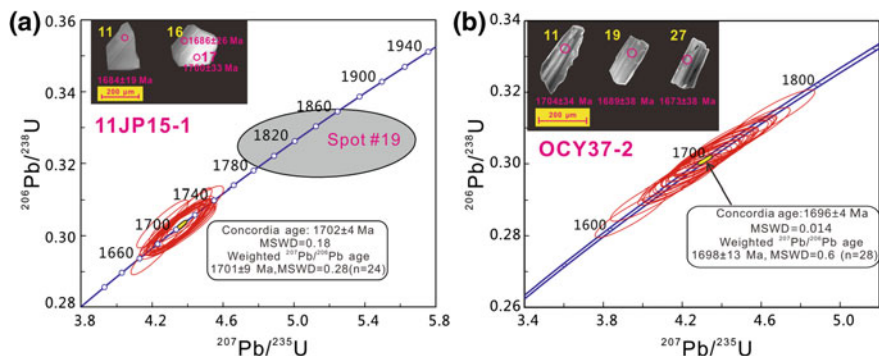 (a)
11
16
1686±26 Ma
17
1700±33 Ma
1684±19 Ma
200 μm
11JP15-1
0.36
0.34
0.32
0.30
0.28
²⁰⁶Pb/²³⁸U
1940
1900
1860
1820
1780
1740
1700
1660
Spot #19
Concordia age: 1702±4 Ma
MSWD=0.18
Weighted ²⁰⁷Pb/²⁰⁶Pb age
1701±9 Ma,MSWD=0.28(n=24)
3.8 4.2 4.6 5.0 5.4 5.8
²⁰⁷Pb/²³⁵U
(b)
11 19 27
1704±34 Ma 1689±38 Ma 1673±38 Ma
200 μm
OCY37-2
0.34
0.32
0.30
0.28
0.26
²⁰⁶Pb/²³⁸U
1800
1700
1600
Concordia age:1696±4 Ma
MSWD=0.014
Weighted ²⁰⁷Pb/²⁰⁶Pb age
1698±13 Ma, MSWD=0.6 (n=28)
3.4 4.0 4.4 4.8 5.2
²⁰⁷Pb/²³⁵U